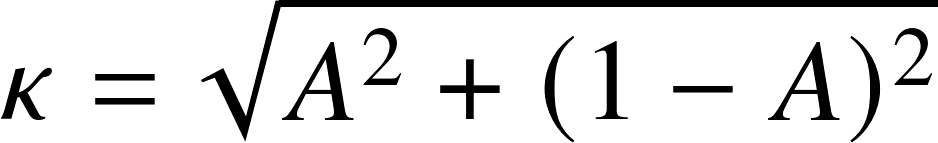 κ = √A² + (1 − A)²